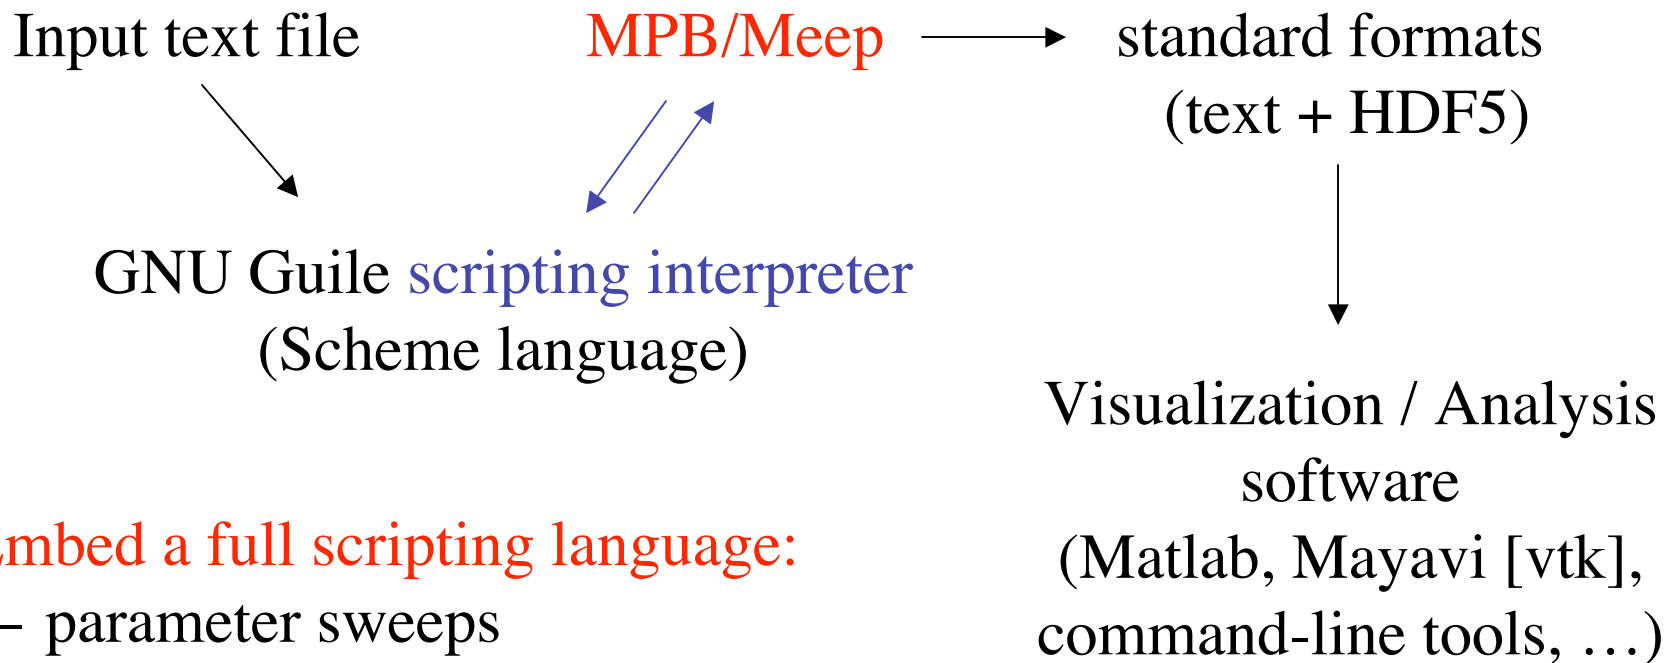 Input text file
MPB/Meep
standard formats
(text + HDF5)
GNU Guile scripting interpreter
(Scheme language)
Visualization / Analysis
software
(Matlab, Mayavi [vtk],
command-line tools, …)
Embed a full scripting language:
– parameter sweeps